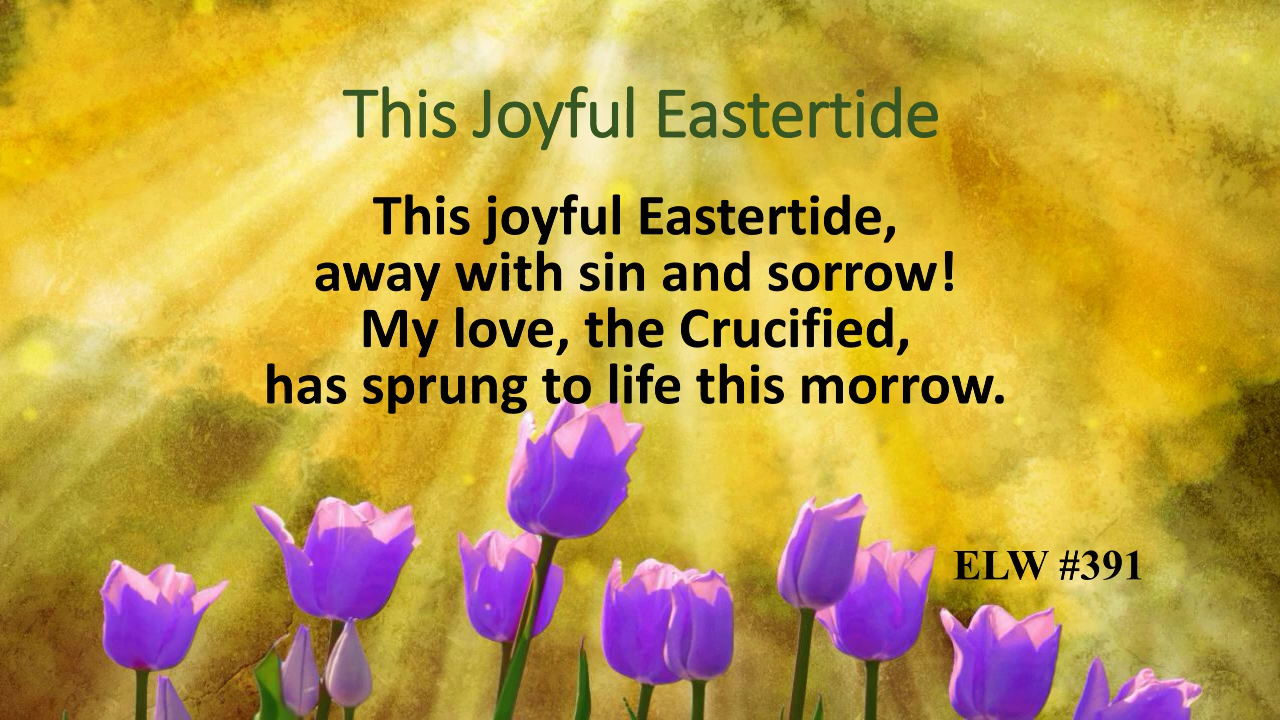 This Joyful Eastertide
This joyful Eastertide,
away with sin and sorrow!
My love, the Crucified,
has sprung to life this morrow.
ELW #391